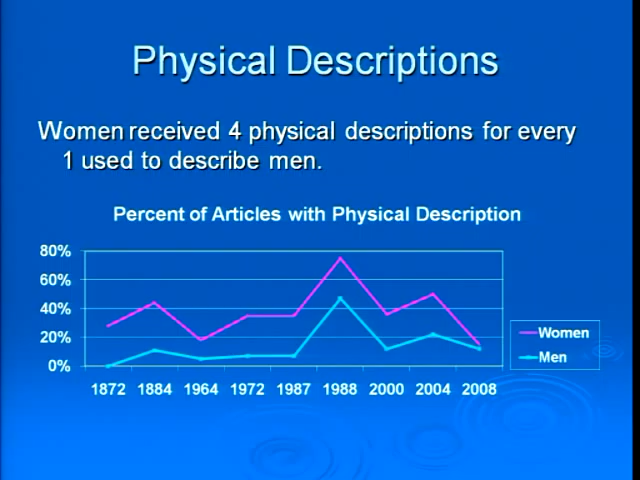 Physical Descriptions
Women received 4 physical descriptions for every
1 used to describe men.
Percent of Articles with Physical Description
80%
60%
40%
20%
0%
1872 1884 1964 1972 1987 1988 2000 2004 2008
Women
Men